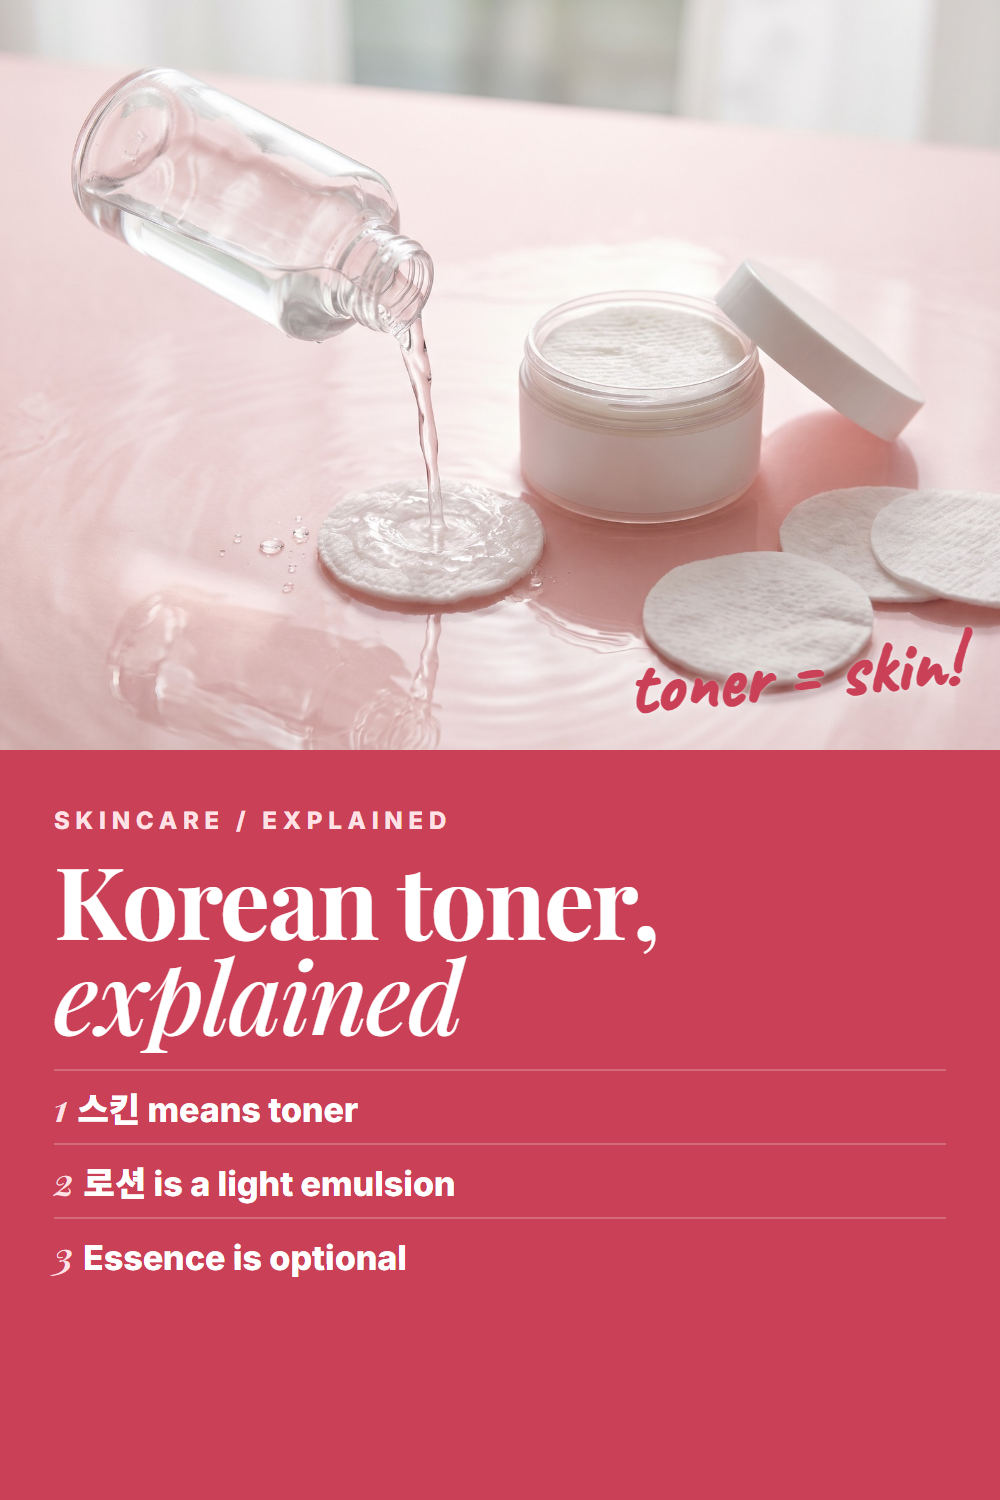 toner = skin!
SKINCARE / EXPLAINED
Korean toner,
explained
1 스킨 means toner
2 로션 is a light emulsion
3 Essence is optional